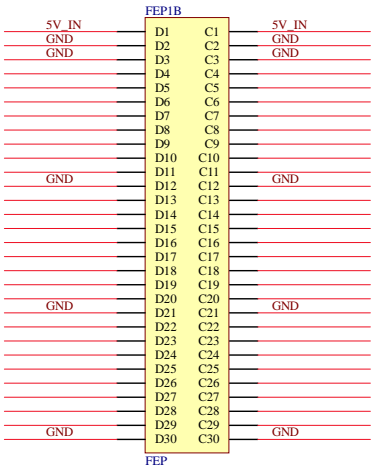 FEP1B
5V_IN D1 C1 5V_IN
GND D2 C2 GND
GND D3 C3 GND
D4 C4
D5 C5
D6 C6
D7 C7
D8 C8
D9 C9
D10 C10
D11 C11
GND D12 C12 GND
D13 C13
D14 C14
D15 C15
D16 C16
D17 C17
D18 C18
D19 C19
D20 C20
GND D21 C21 GND
D22 C22
D23 C23
D24 C24
D25 C25
D26 C26
D27 C27
D28 C28
D29 C29
GND D30 C30 GND
FEP